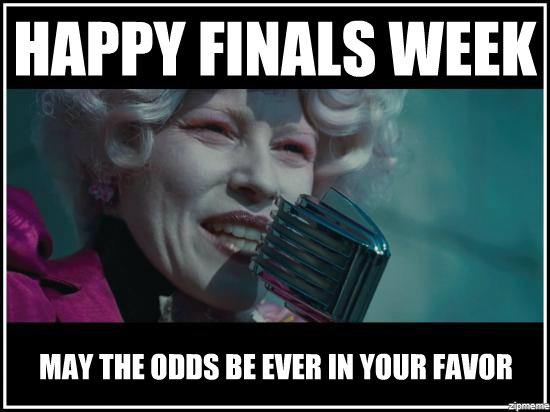 HAPPY FINALS WEEK
MAY THE ODDS BE EVER IN YOUR FAVOR
zipmeme